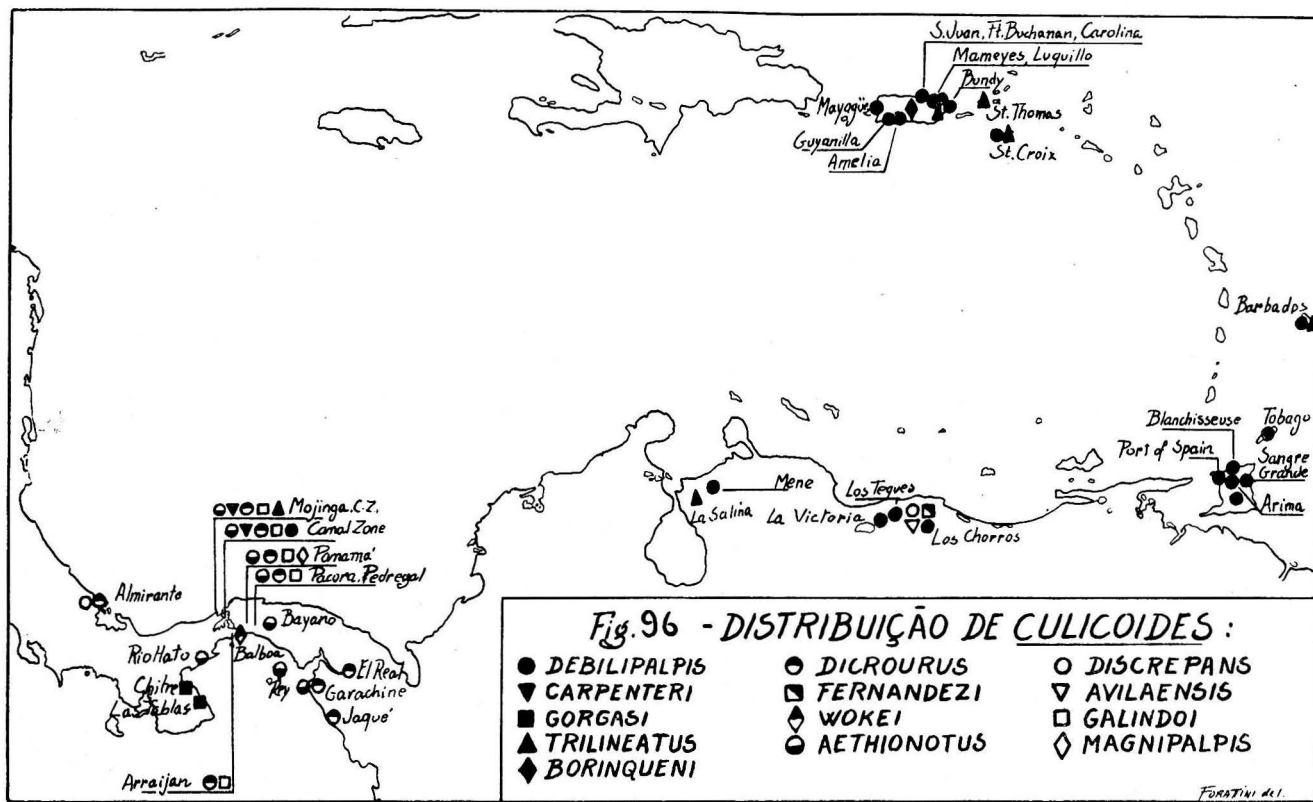 S.Juan, Ft.Buchanan, Carolina
Mameyes, Luquillo
Bundy
Mayagüez
St.Thomas
Guyanilla
St.Croix
Amelia
Barbados
Blanchisseuse
Tobago
Port of Spain
Sangre Grande
Arima
Mene
Los Teques
La Salina
La Victoria
Los Chorros
Mojinga.C.Z.
Canal Zone
Panamá
Pacora.Pedregal
Almirante
Bayano
Rio Hato
Balboa
El Real
Rey
Garachine
Chitre
Las Tablas
Jaqué
Arraijan
Fig.96 - DISTRIBUIÇÃO DE CULICOIDES :
DEBILIPALPIS
DICROURUS
DISCREPANS
CARPENTERI
FERNANDEZI
AVILAENSIS
GORGASI
WOKEI
GALINDOI
TRILINEATUS
AETHIONOTUS
MAGNIPALPIS
BORINQUENI
FORATINI del.